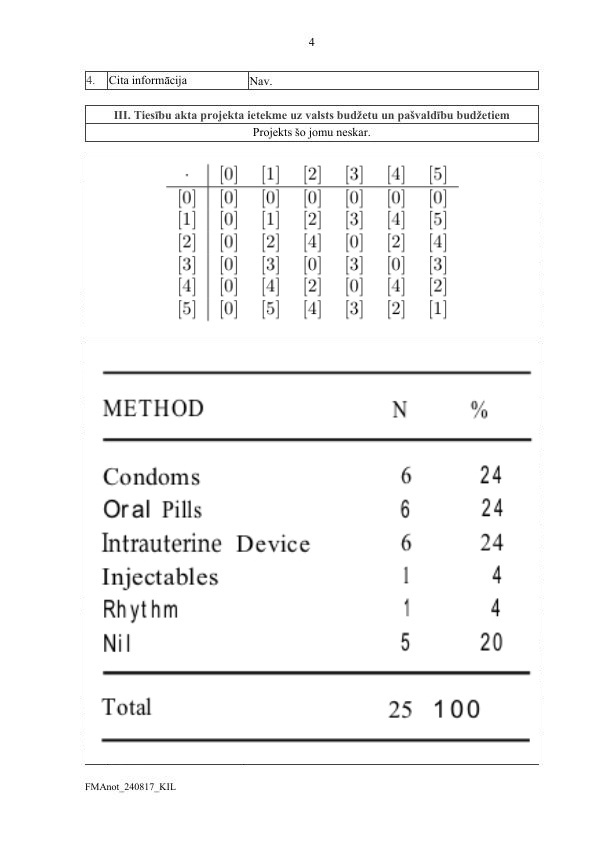 4
4. Cita informācija Nav.
III. Tiesību akta projekta ietekme uz valsts budžetu un pašvaldību budžetiem
Projekts šo jomu neskar.
· [0] [1] [2] [3] [4] [5]
[0] [0] [0] [0] [0] [0] [0]
[1] [0] [1] [2] [3] [4] [5]
[2] [0] [2] [4] [0] [2] [4]
[3] [0] [3] [0] [3] [0] [3]
[4] [0] [4] [2] [0] [4] [2]
[5] [0] [5] [4] [3] [2] [1]
METHOD N %
Condoms 6 24
Oral Pills 6 24
Intrauterine Device 6 24
Injectables 1 4
Rhythm 1 4
Nil 5 20
Total 25 100
FMAnot_240817_KIL